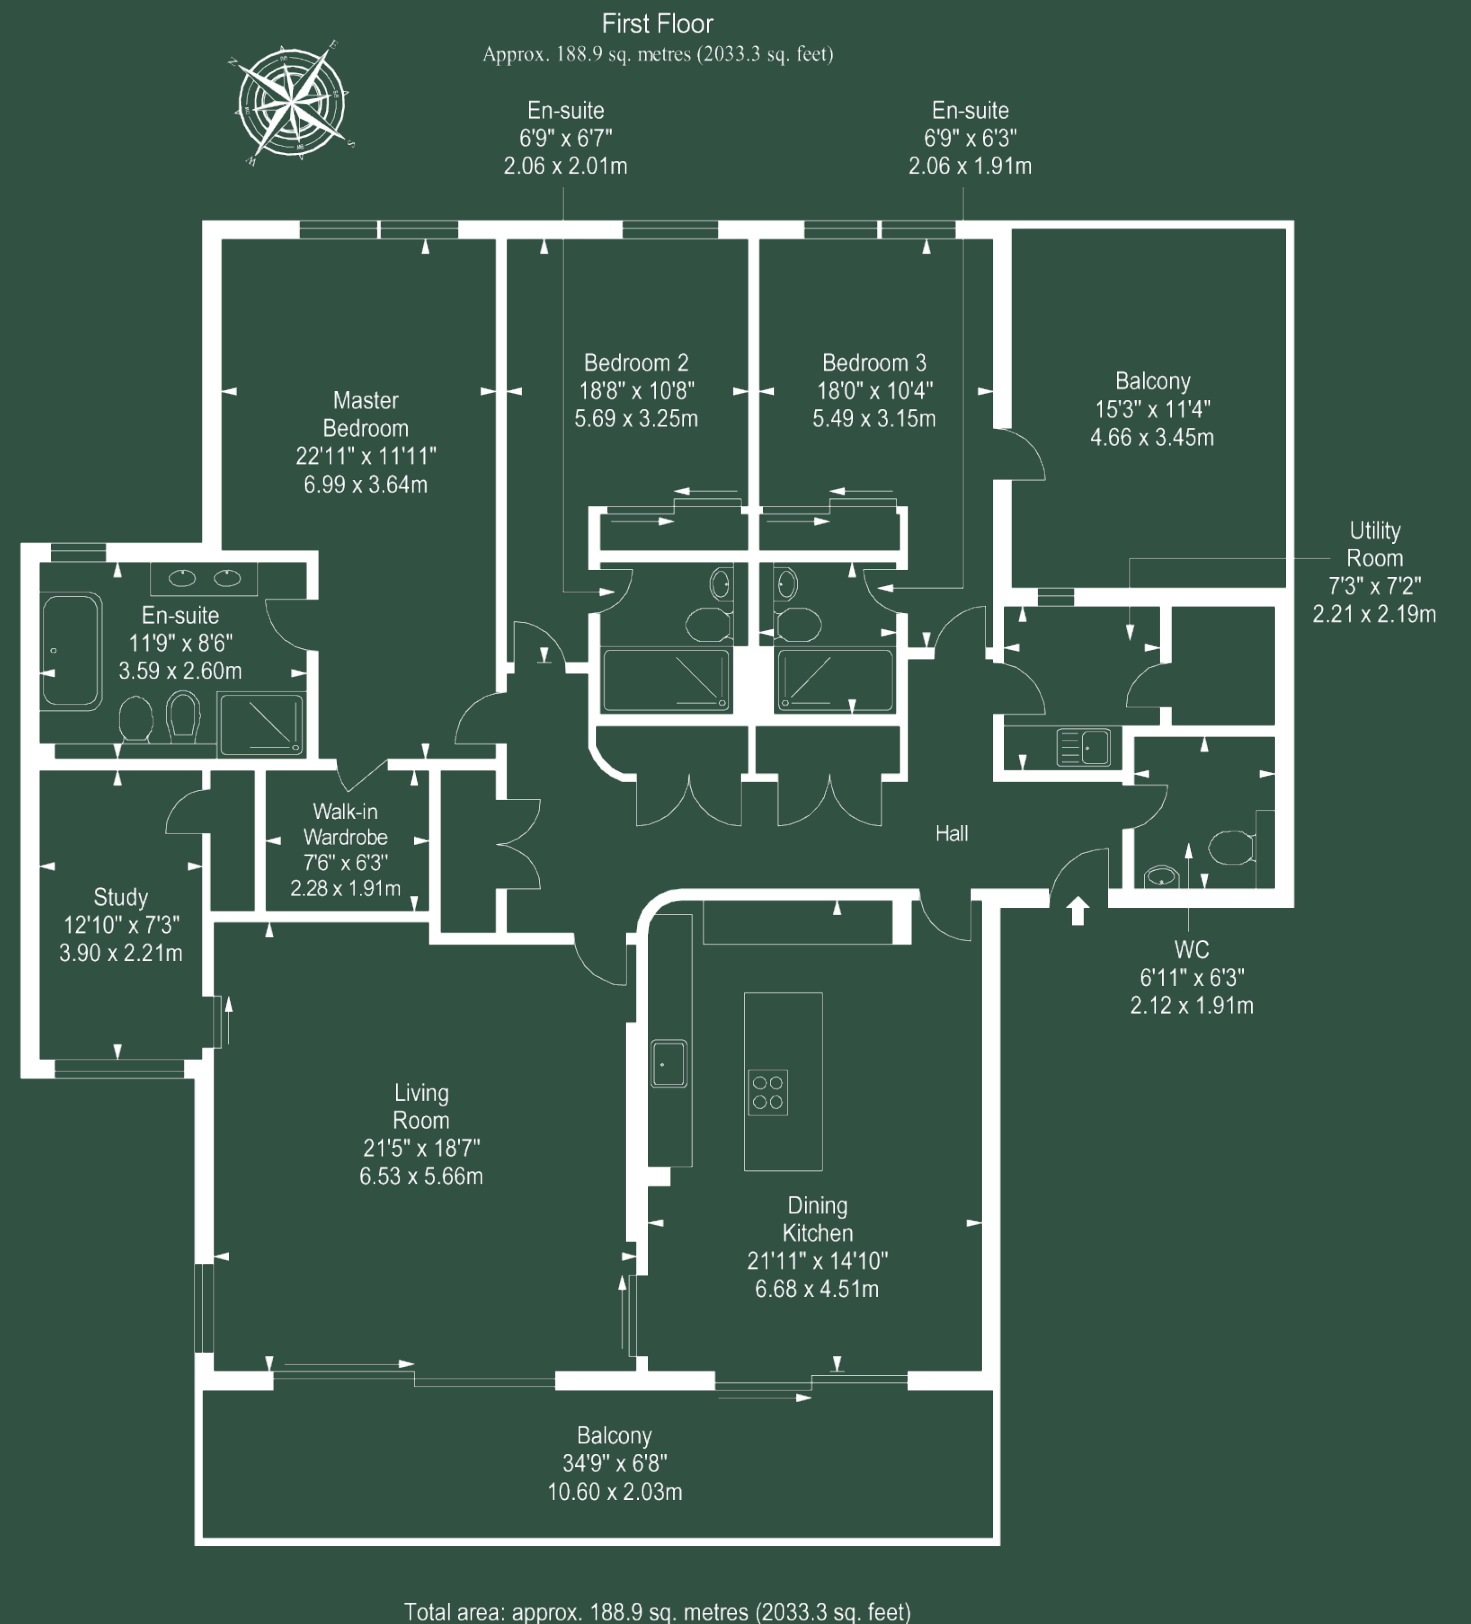 First Floor
Approx. 188.9 sq. metres (2033.3 sq. feet)
N
E
S
W
En-suite
6'9" x 6'7"
2.06 x 2.01m
En-suite
6'9" x 6'3"
2.06 x 1.91m
Master
Bedroom
22'11" x 11'11"
6.99 x 3.64m
Bedroom 2
18'8" x 10'8"
5.69 x 3.25m
Bedroom 3
18'0" x 10'4"
5.49 x 3.15m
Balcony
15'3" x 11'4"
4.66 x 3.45m
Utility
Room
7'3" x 7'2"
2.21 x 2.19m
En-suite
11'9" x 8'6"
3.59 x 2.60m
Walk-in
Wardrobe
7'6" x 6'3"
2.28 x 1.91m
Hall
Study
12'10" x 7'3"
3.90 x 2.21m
WC
6'11" x 6'3"
2.12 x 1.91m
Living
Room
21'5" x 18'7"
6.53 x 5.66m
Dining
Kitchen
21'11" x 14'10"
6.68 x 4.51m
Balcony
34'9" x 6'8"
10.60 x 2.03m
Total area: approx. 188.9 sq. metres (2033.3 sq. feet)